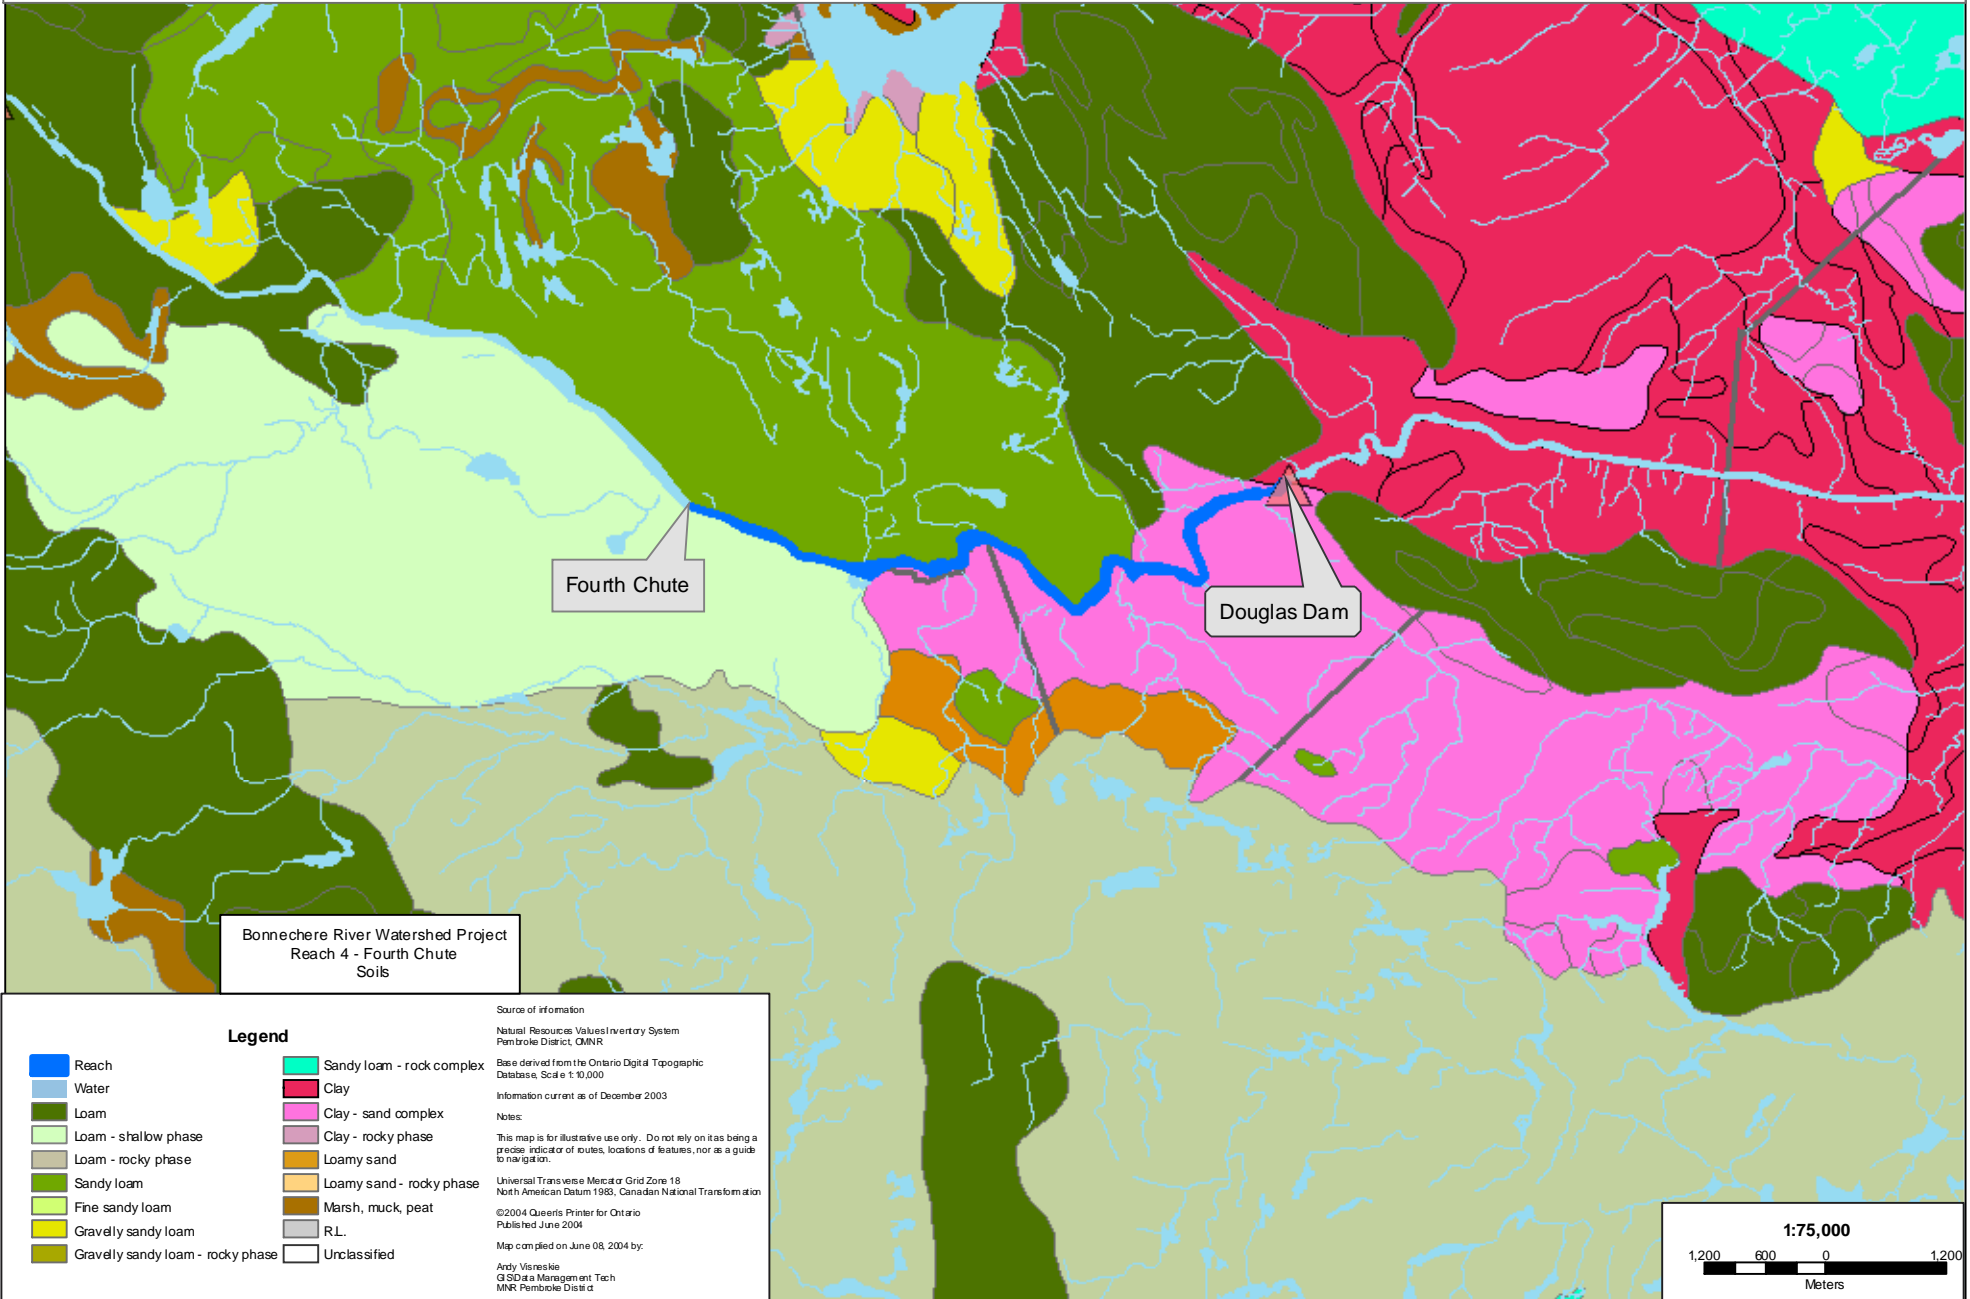 Fourth Chute
Douglas Dam
Bonnechere River Watershed Project
Reach 4 - Fourth Chute
Soils
Legend
Reach
Water
Loam
Loam - shallow phase
Loam - rocky phase
Sandy loam
Fine sandy loam
Gravelly sandy loam
Gravelly sandy loam - rocky phase
Sandy loam - rock complex
Clay
Clay - sand complex
Clay - rocky phase
Loamy sand
Loamy sand - rocky phase
Marsh, muck, peat
R.L.
Unclassified
Source of information
Natural Resources Values Inventory System
Pembroke District, OMNR
Base derived from the Ontario Digital Topographic
Database, Scale 1:10,000
Information current as of December 2003
Notes:
This map is for illustrative use only. Do not rely on it as being a
precise indicator of routes, locations of features, nor as a guide
to navigation.
Universal Transverse Mercator Grid Zone 18
North American Datum 1983, Canadian National Transformation
©2004 Queen's Printer for Ontario
Published June 2004
Map complied on June 08, 2004 by:
Andy Visneskie
GIS\Data Management Tech
MNR Pembroke District
1:75,000
1,200 600 0 1,200
Meters